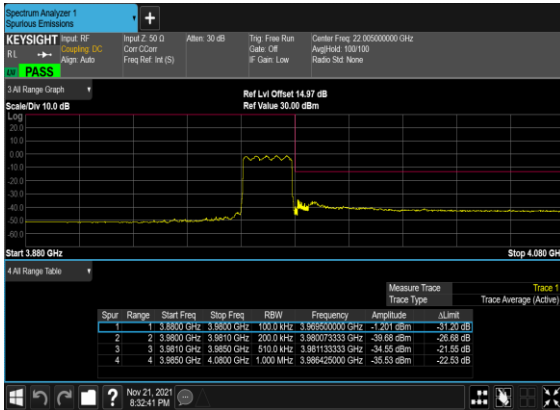 Spectrum Analyzer 1
Spurious Emissions
KEYSIGHT
RL
Input: RF
Coupling: DC
Align: Auto
Input Z: 50 Ω
Corr CCorr
Freq Ref: Int (S)
Atten: 30 dB
Trig: Free Run
Gate: Off
IF Gain: Low
Center Freq: 22.005000000 GHz
Avg|Hold: 100/100
Radio Std: None
PASS
3 All Range Graph
Scale/Div 10.0 dB
Ref Lvl Offset 14.97 dB
Ref Value 30.00 dBm
Log
20.0
10.0
0.00
-10.0
-20.0
-30.0
-40.0
-50.0
-60.0
Start 3.880 GHz
Stop 4.080 GH
4 All Range Table
Measure Trace Trace 1
Trace Type Trace Average (Active)
Spur Range Start Freq Stop Freq RBW Frequency Amplitude ΔLimit
1 1 3.8800 GHz 3.9800 GHz 100.0 kHz 3.969500000 GHz -1.201 dBm -31.20 dB
2 2 3.9800 GHz 3.9810 GHz 200.0 kHz 3.980073333 GHz -39.68 dBm -26.68 dB
3 3 3.9810 GHz 3.9850 GHz 510.0 kHz 3.981133333 GHz -34.55 dBm -21.55 dB
4 4 3.9850 GHz 4.0800 GHz 1.000 MHz 3.986425000 GHz -35.53 dBm -22.53 dB
Nov 21, 2021
8:32:41 PM